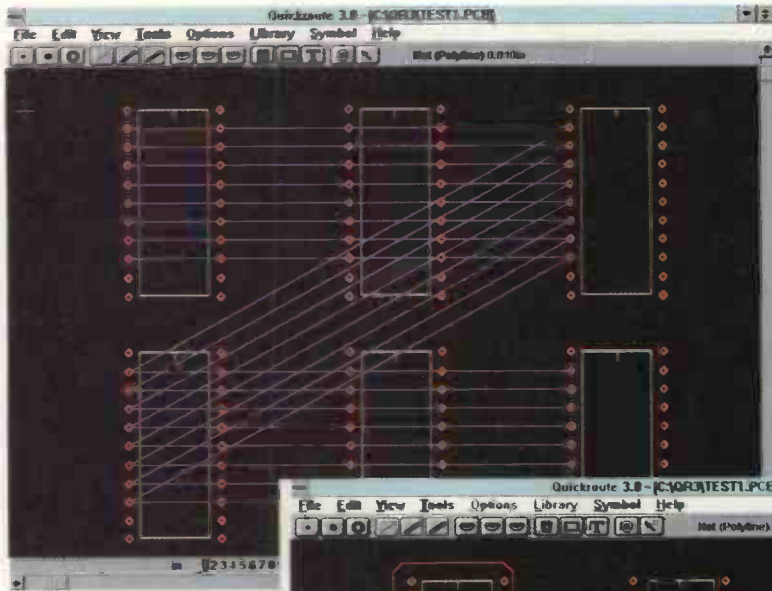 Quickroute 3.0 - [C:\QR3\TEST1.PCB]
File Edit View Tools Options Library Symbol Help
T Net (Polyline) 0.010in
123456789
Quickroute 3.0 - [C:\QR3\TEST1.PCB
File Edit View Tools Options Library Symbol Help
T Net (Polyline)